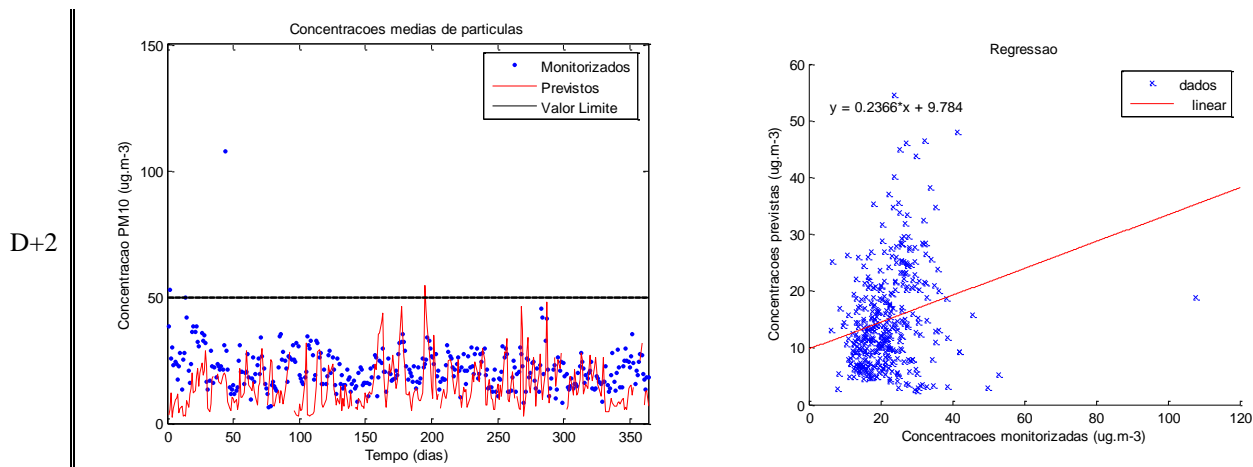 D+2
Concentracoes medias de particulas
Monitorizados
Previstos
Valor Limite
Concentracao PM10 (ug.m-3)
150
100
50
0
0 50 100 150 200 250 300 350
Tempo (dias)
Regressao
dados
linear
y = 0.2366*x + 9.784
Concentracoes previstas (ug.m-3)
60
50
40
30
20
10
0
0 20 40 60 80 100 120
Concentracoes monitorizadas (ug.m-3)